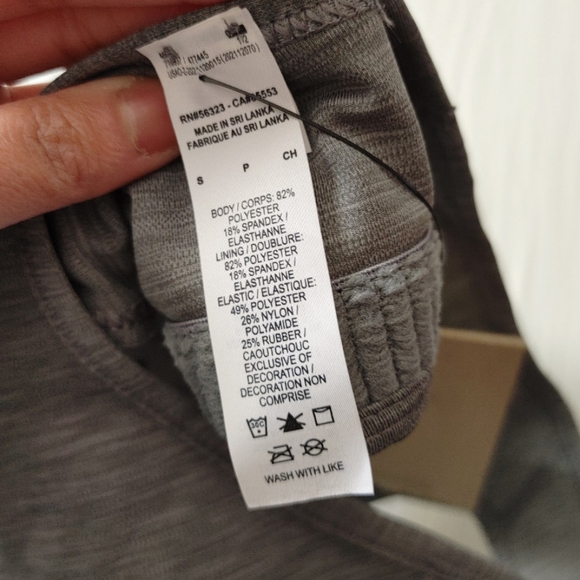 RN#56323 - CA#05553
MADE IN SRI LANKA
FABRIQUE AU SRI LANKA
S P CH
BODY / CORPS: 82%
POLYESTER
18% SPANDEX /
ELASTHANNE
LINING / DOUBLURE:
82% POLYESTER
18% SPANDEX /
ELASTHANNE
ELASTIC / ELASTIQUE:
49% POLYESTER
26% NYLON /
POLYAMIDE
25% RUBBER /
CAOUTCHOUC
EXCLUSIVE OF
DECORATION /
DECORATION NON
COMPRISE
30C
WASH WITH LIKE